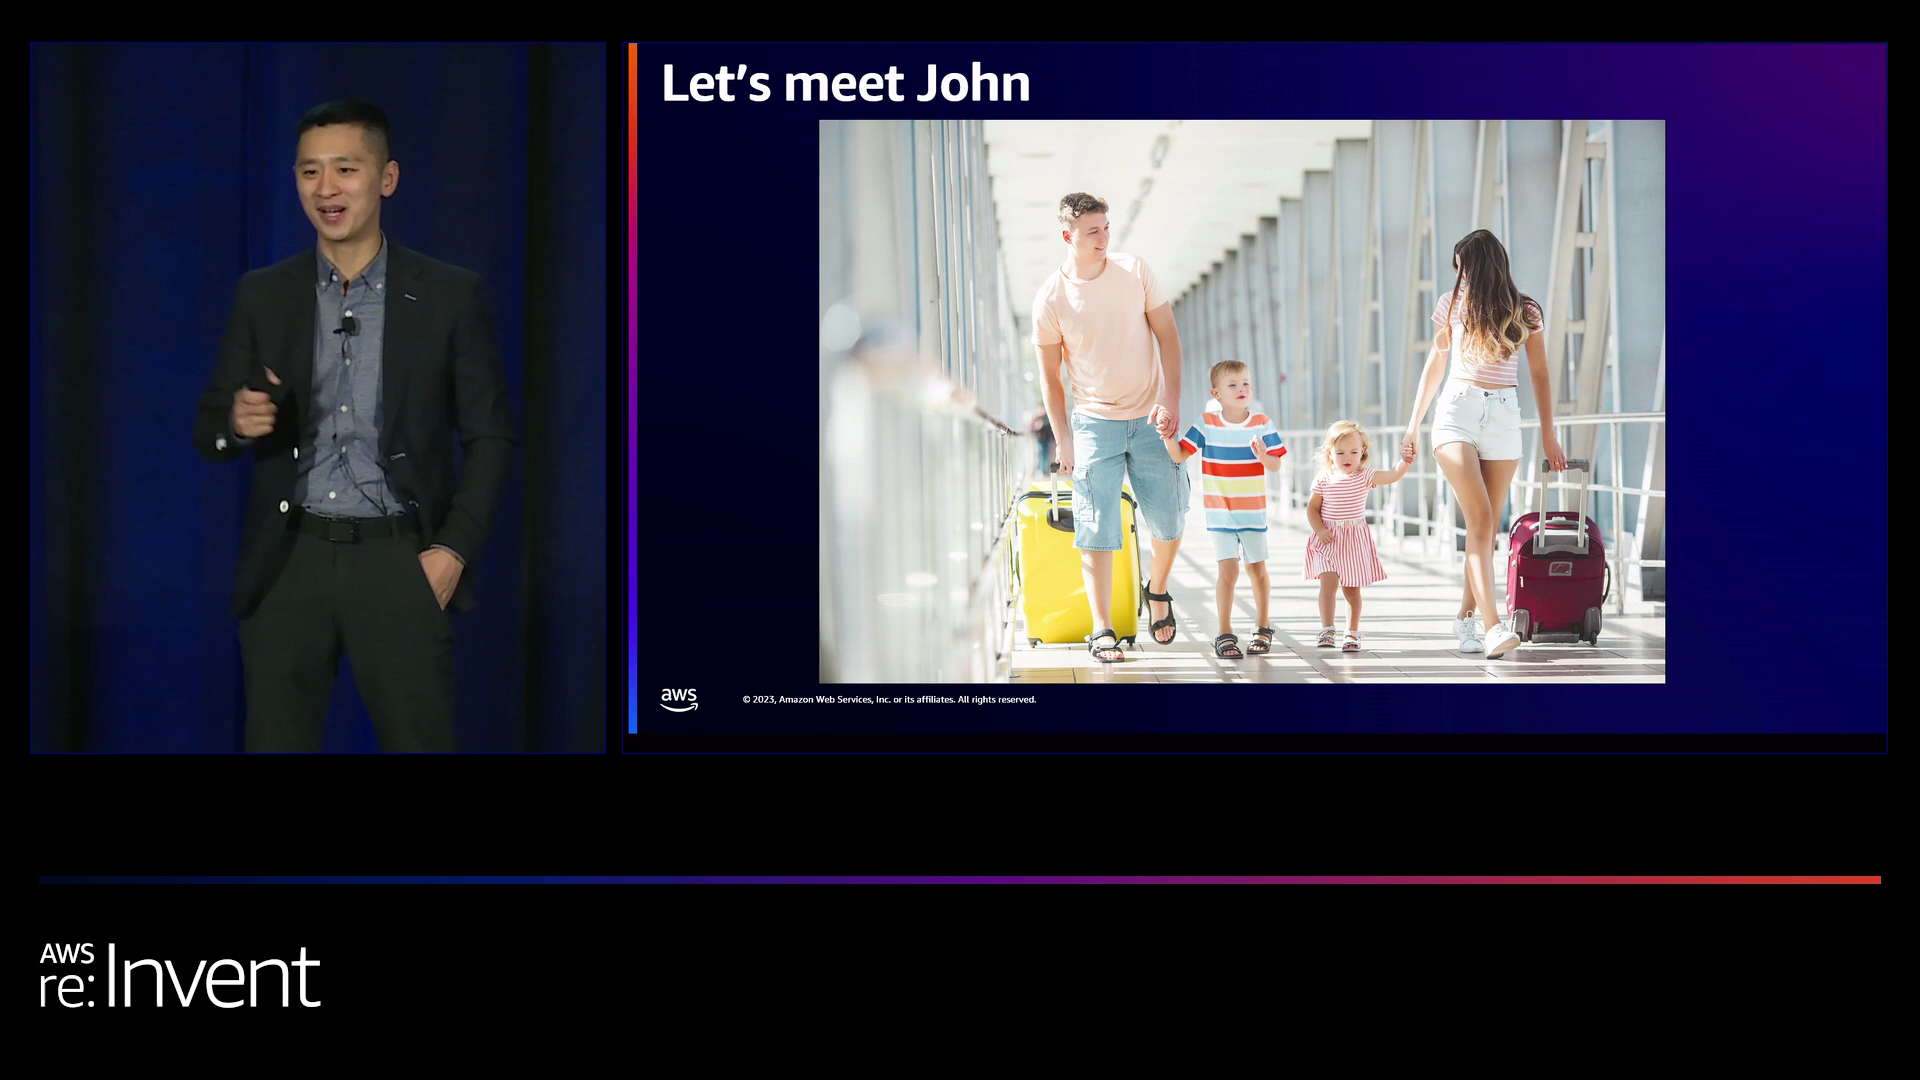 Let's meet John
aws
© 2023, Amazon Web Services, Inc. or its affiliates. All rights reserved.
AWS
re:Invent